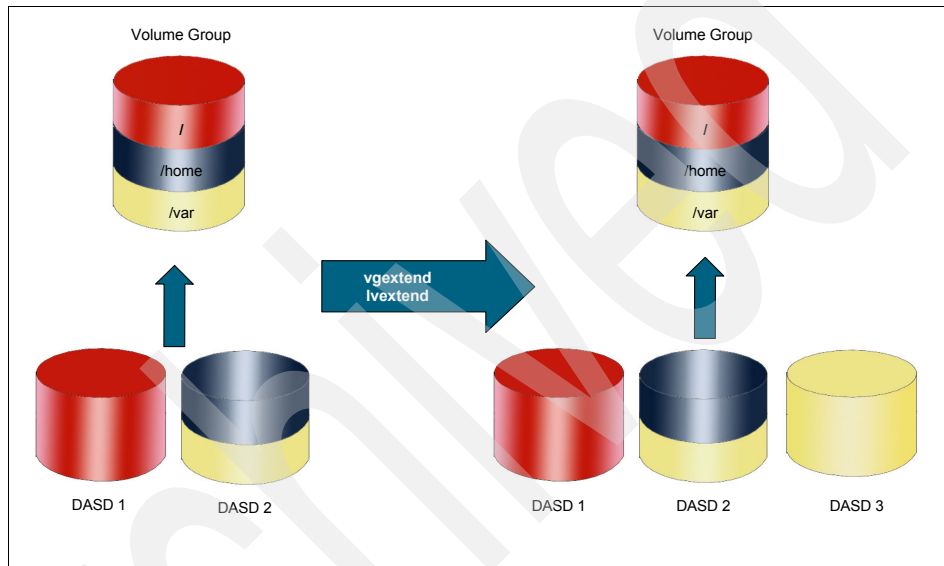 Volume Group
Volume Group
/
/home
/var
/
/home
/var
vgextend
lvextend
DASD 1
DASD 2
DASD 1
DASD 2
DASD 3